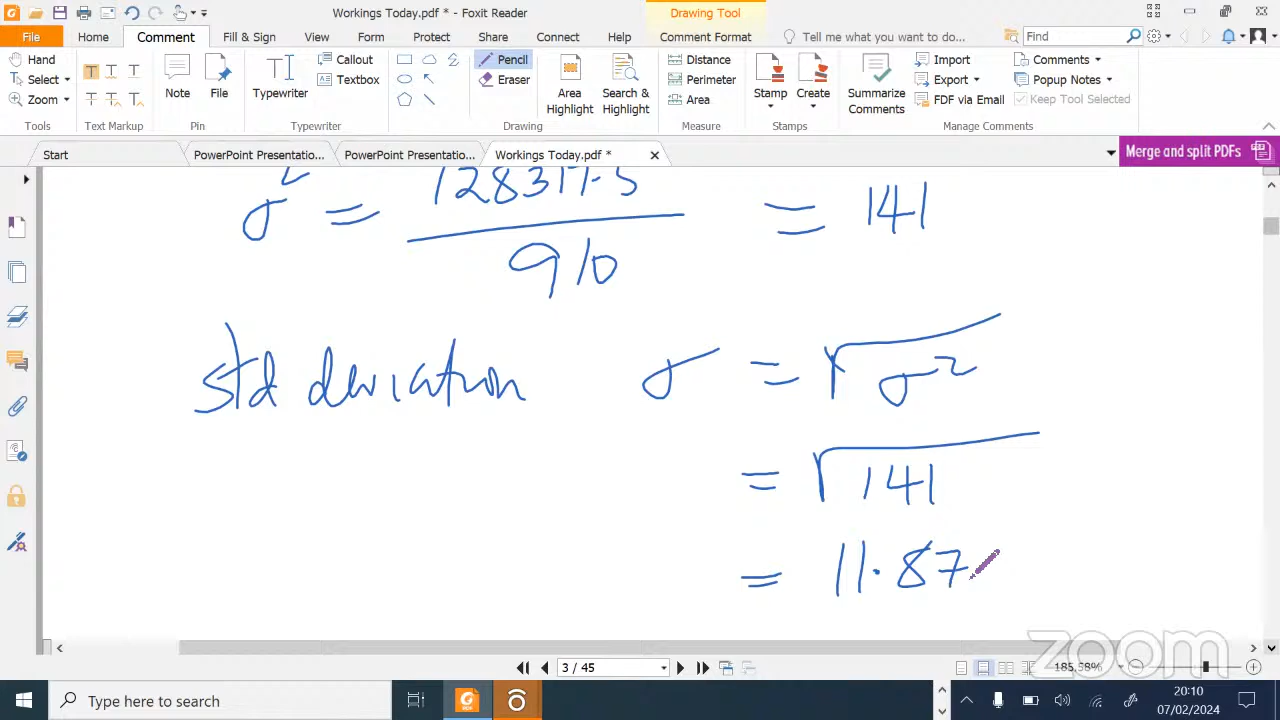 Workings Today.pdf * - Foxit Reader
Drawing Tool
File Home Comment Fill & Sign View Form Protect Share Connect Help Comment Format Tell me what you want to do... Find
Hand
Select
Zoom
Tools
Text Markup
Note
File
Pin
Typewriter
Callout
Textbox
Typewriter
Pencil
Eraser
Drawing
Area Highlight
Search & Highlight
Distance
Perimeter
Area
Measure
Stamp
Create
Stamps
Summarize Comments
Import
Export
FDF via Email
Comments
Popup Notes
Keep Tool Selected
Manage Comments
Start PowerPoint Presentatio... PowerPoint Presentatio... Workings Today.pdf * Merge and split PDFs
σ² = 128317.5 / 910 = 141
std deviation σ = √σ²
= √141
= 11.87
zoom
3 / 45 185.58%
Type here to search
20:10
07/02/2024